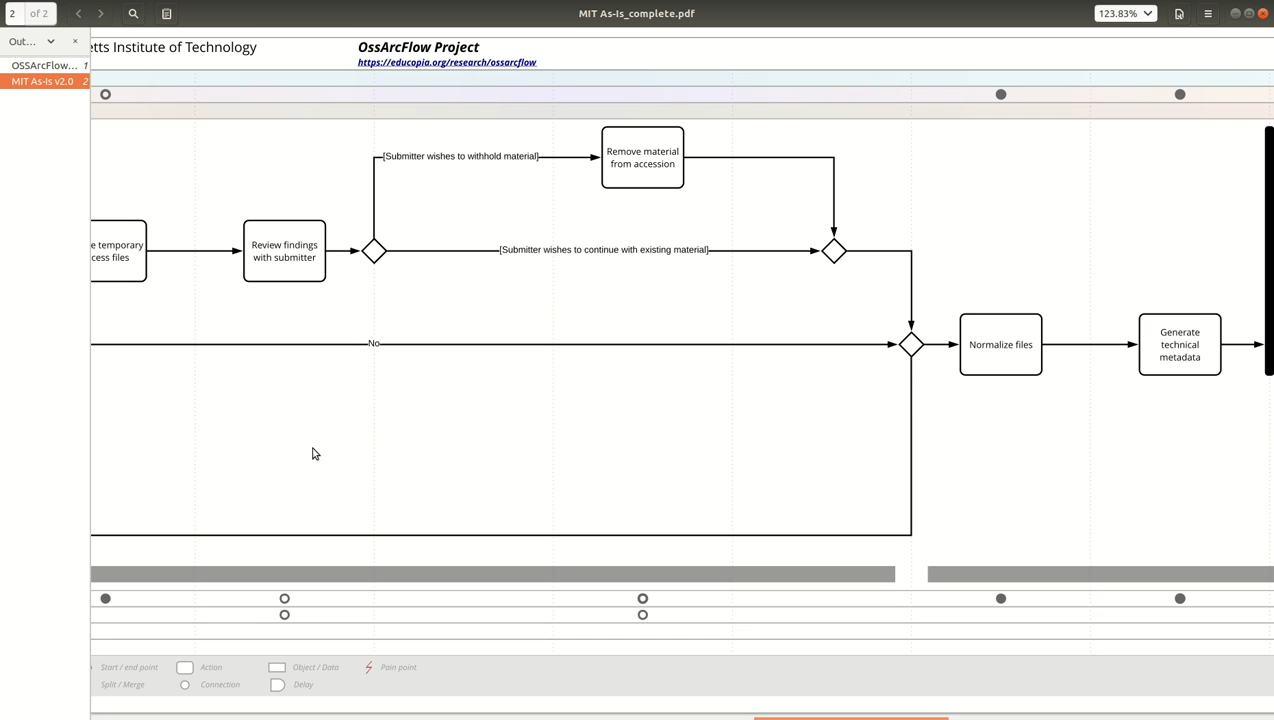 2 of 2
MIT As-Is_complete.pdf
123.83%
Out...
OSSArcFlow... 1
MIT As-Is v2.0 2
etts Institute of Technology
OssArcFlow Project
https://educopia.org/research/ossarcflow
[Submitter wishes to withhold material]
Remove material
from accession
e temporary
cess files
Review findings
with submitter
[Submitter wishes to continue with existing material]
No
Normalize files
Generate
technical
metadata
Start / end point
Action
Object / Data
Pain point
Split / Merge
Connection
Delay